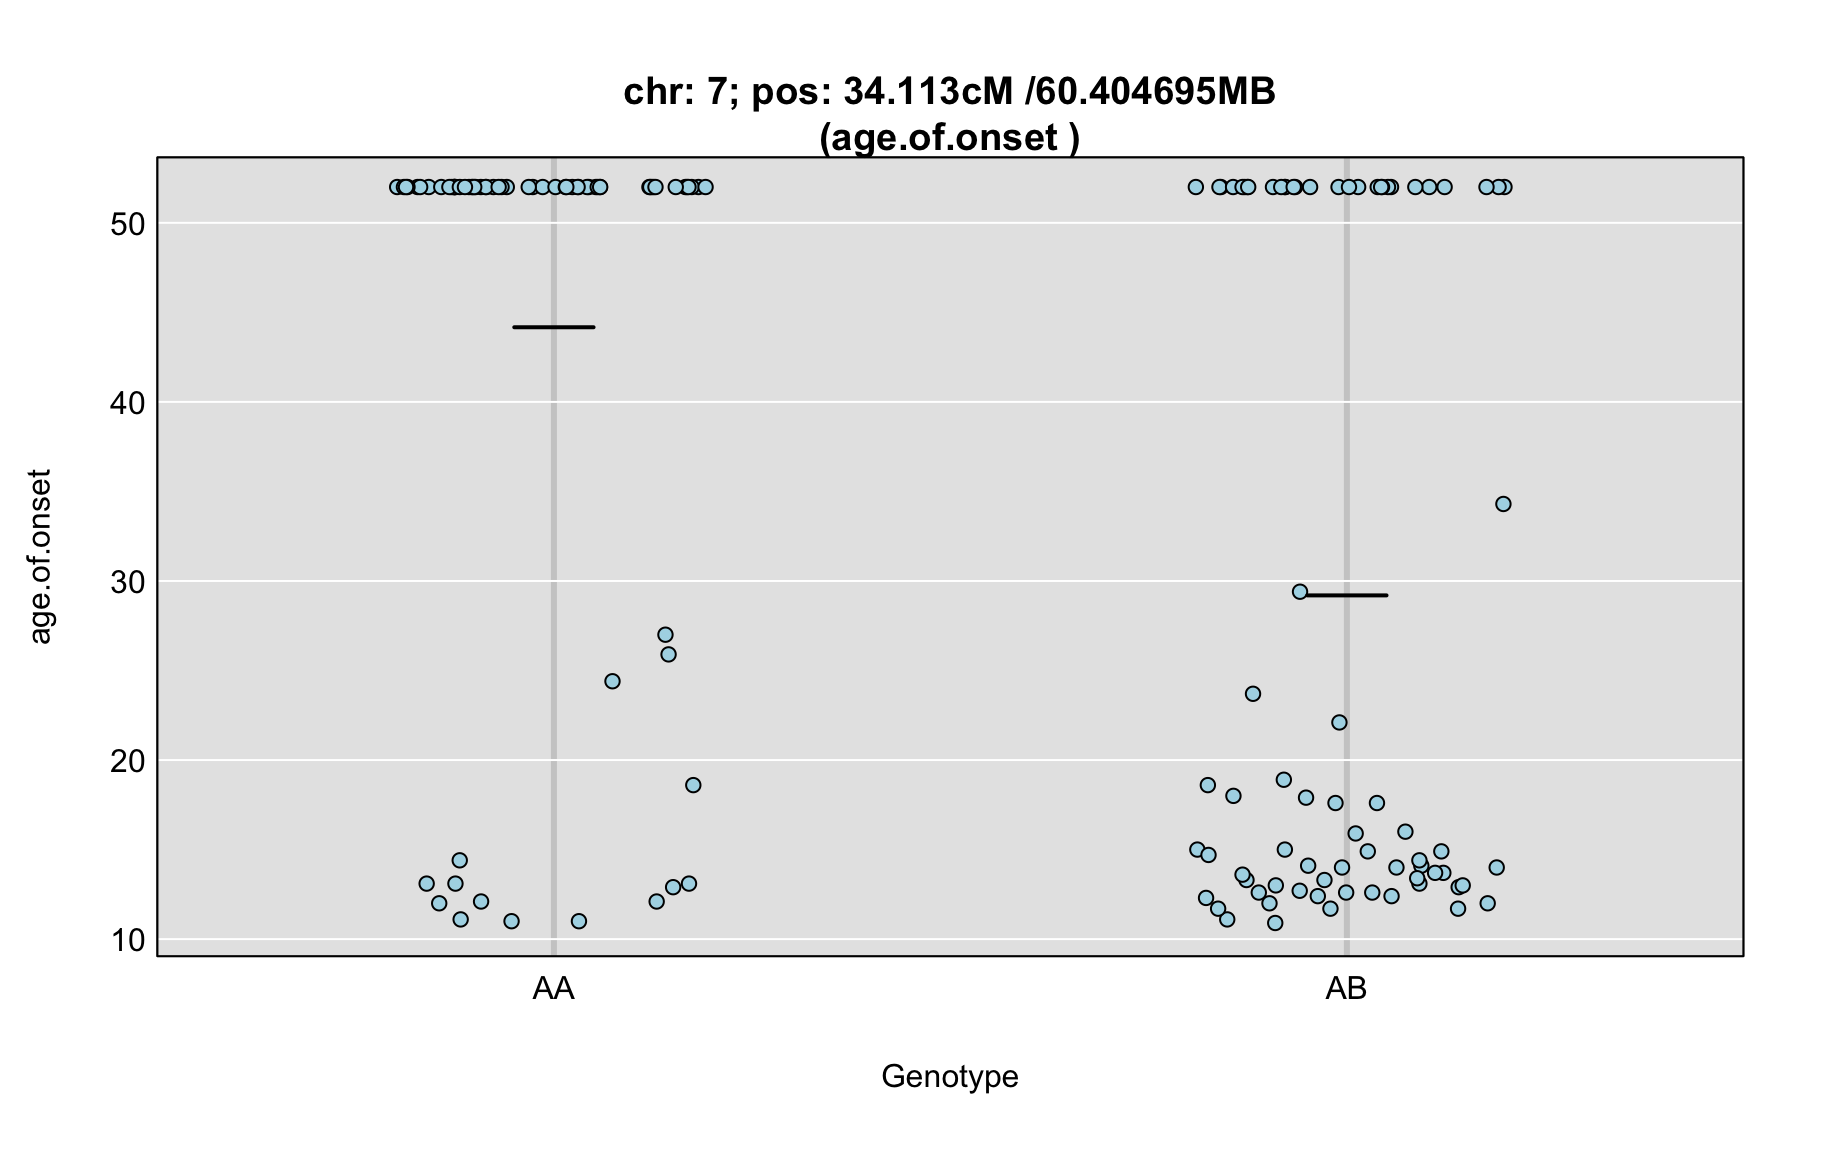 chr: 7; pos: 34.113cM /60.404695MB
(age.of.onset )
50
40
30
20
10
age.of.onset
AA
AB
Genotype